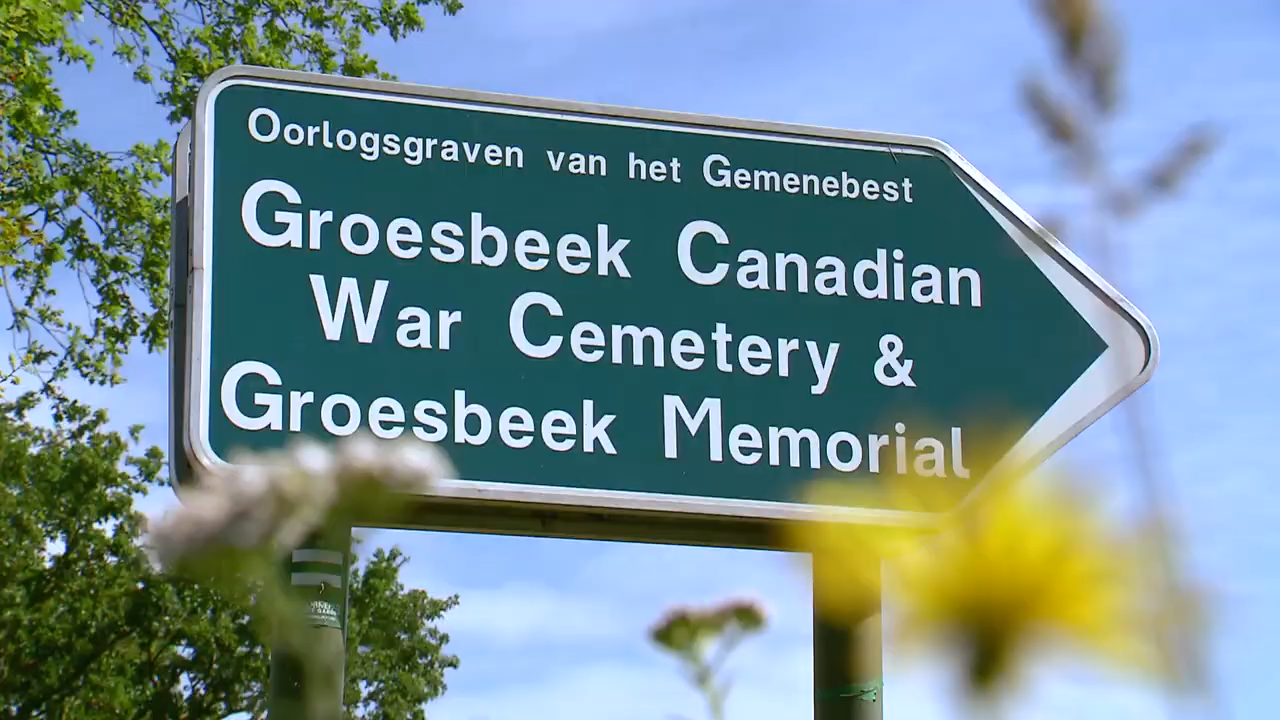 Oorlogsgraven van het Gemenebest
Groesbeek Canadian
War Cemetery &
Groesbeek Memorial